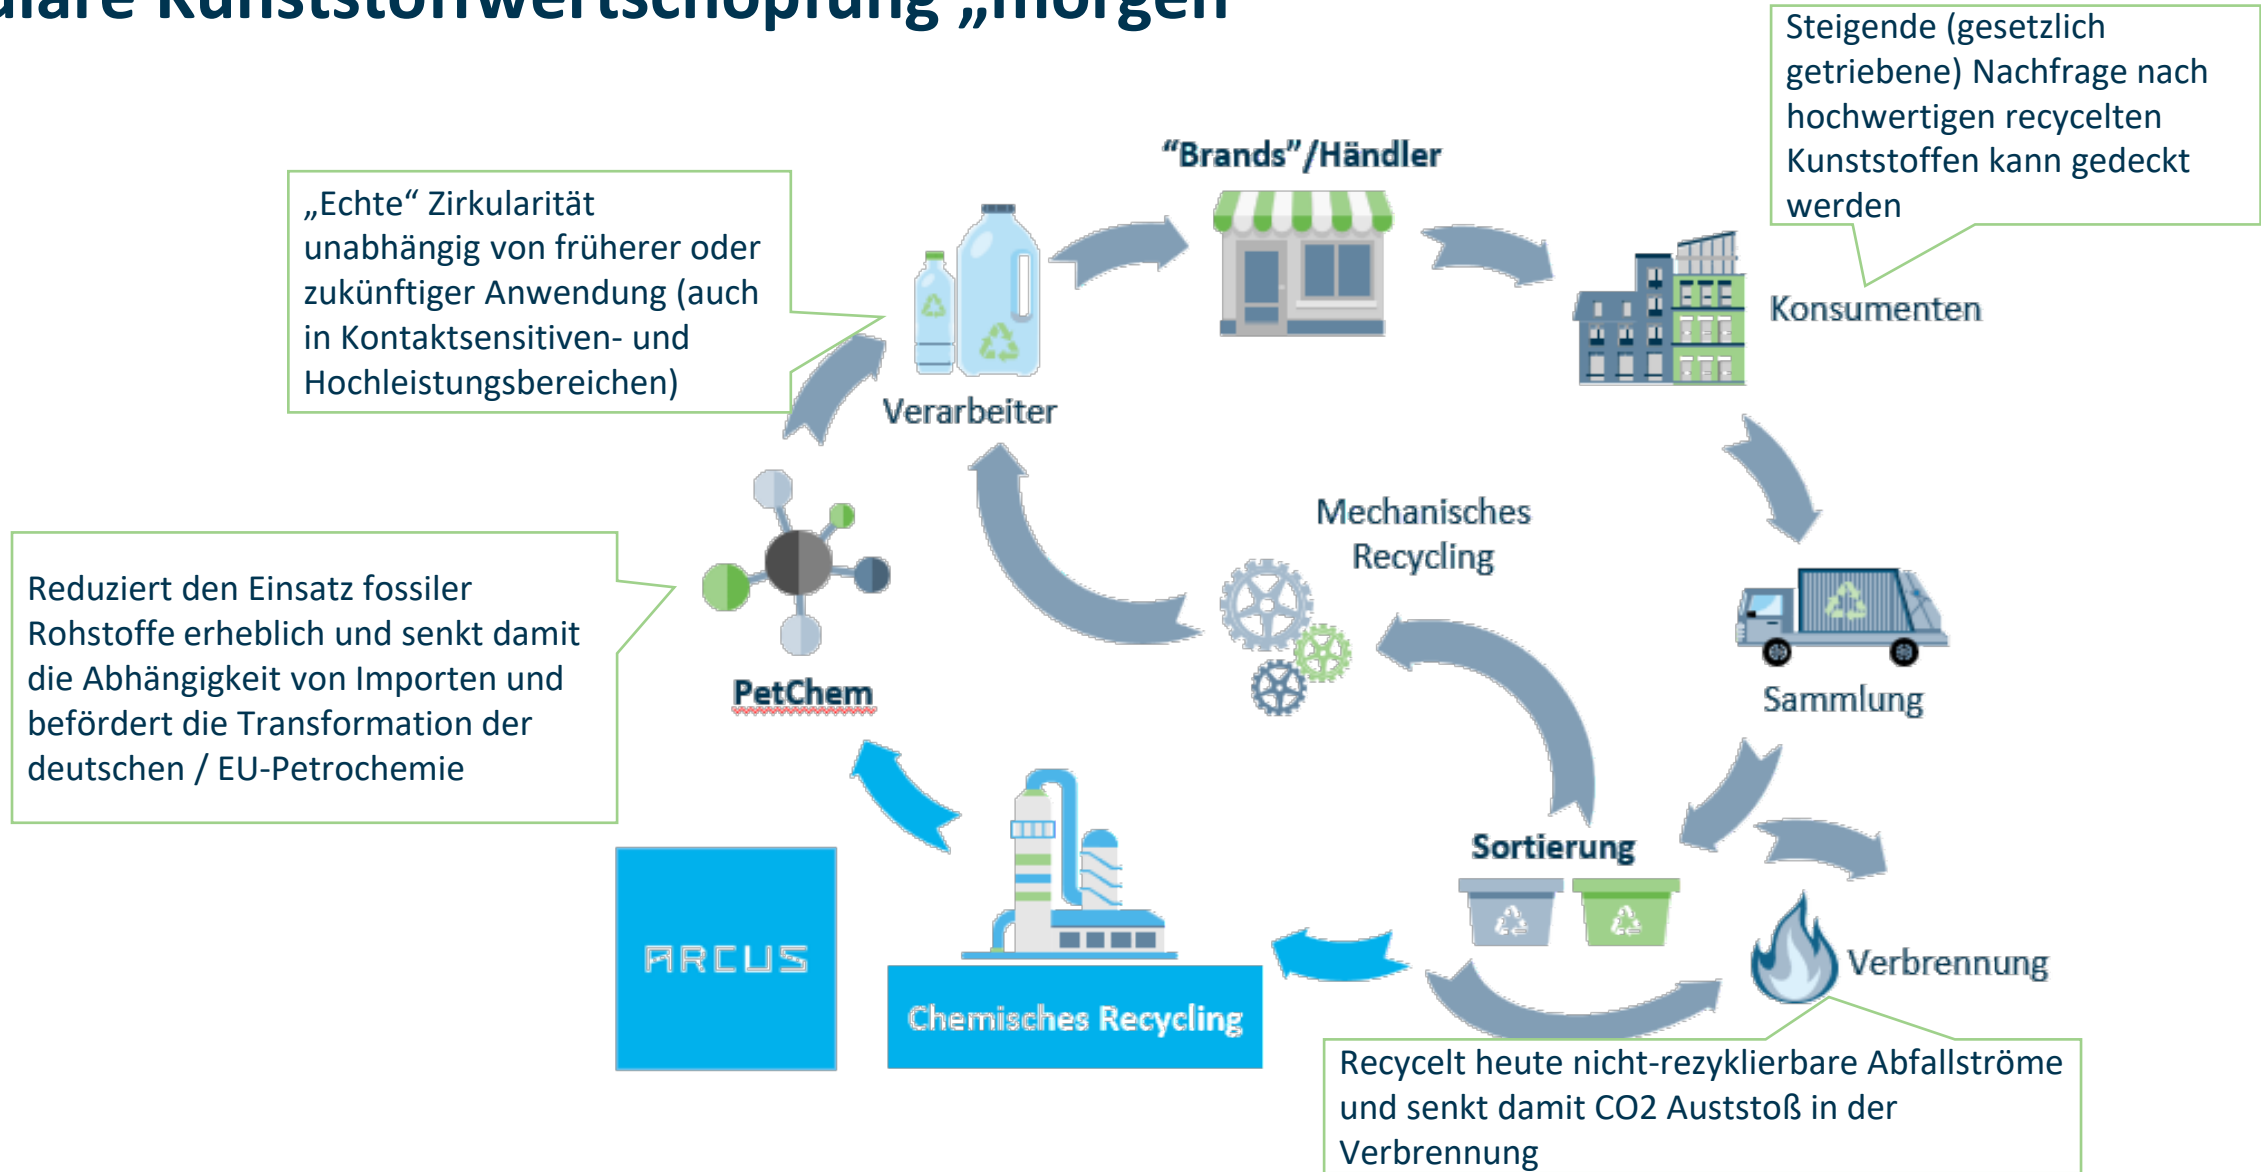 ulare Kunststoffwertschöpfung „morgen“
Steigende (gesetzlich
getriebene) Nachfrage nach
hochwertigen recycelten
Kunststoffen kann gedeckt
werden
“Brands”/Händler
„Echte“ Zirkularität
unabhängig von früherer oder
zukünftiger Anwendung (auch
in Kontaktsensitiven- und
Hochleistungsbereichen)
Konsumenten
Verarbeiter
Mechanisches
Recycling
Reduziert den Einsatz fossiler
Rohstoffe erheblich und senkt damit
die Abhängigkeit von Importen und
befördert die Transformation der
deutschen / EU-Petrochemie
PetChem
Sammlung
Sortierung
ARCUS
Chemisches Recycling
Verbrennung
Recycelt heute nicht-rezyklierbare Abfallströme
und senkt damit CO2 Auststoß in der
Verbrennung